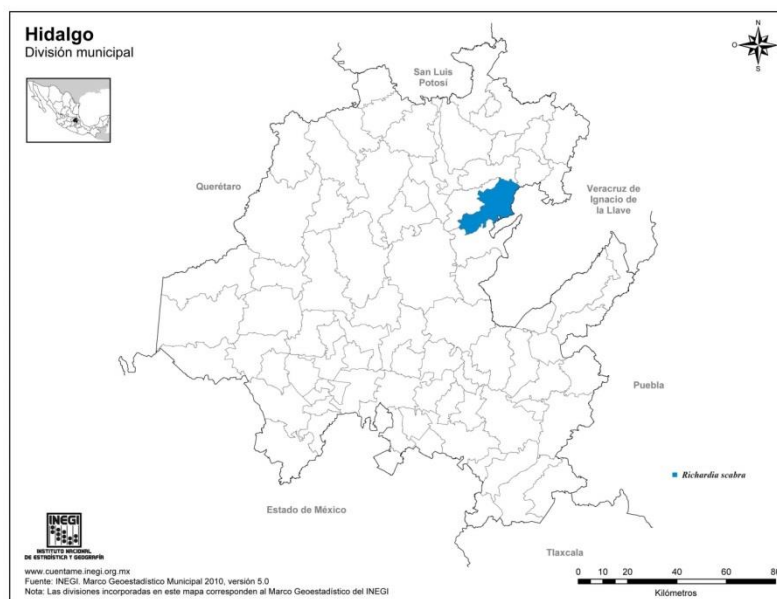 Hidalgo
División municipal
N
O
E
S
San Luis
Potosí
Querétaro
Veracruz de
Ignacio de
la Llave
Puebla
Richardia scabra
Estado de México
Tlaxcala
INEGI
INSTITUTO NACIONAL
DE ESTADÍSTICA Y GEOGRAFÍA
www.cuentame.inegi.org.mx
Fuente: INEGI. Marco Geoestadístico Municipal 2010, versión 5.0
Nota: Las divisiones incorporadas en este mapa corresponden al Marco Geoestadístico del INEGI
0 10 20 40 60 80
Kilómetros